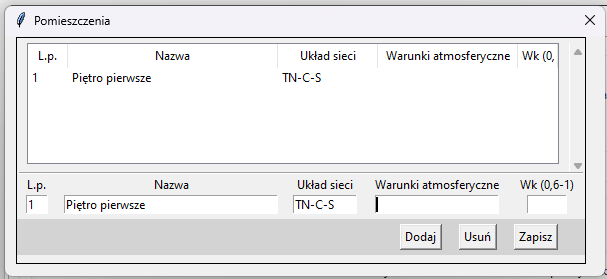 Pomieszczenia
L.p. Nazwa Układ sieci Warunki atmosferyczne Wk (0,
1 Piętro pierwsze TN-C-S
L.p. Nazwa Układ sieci Warunki atmosferyczne Wk (0,6-1)
1 Piętro pierwsze TN-C-S
Dodaj Usuń Zapisz